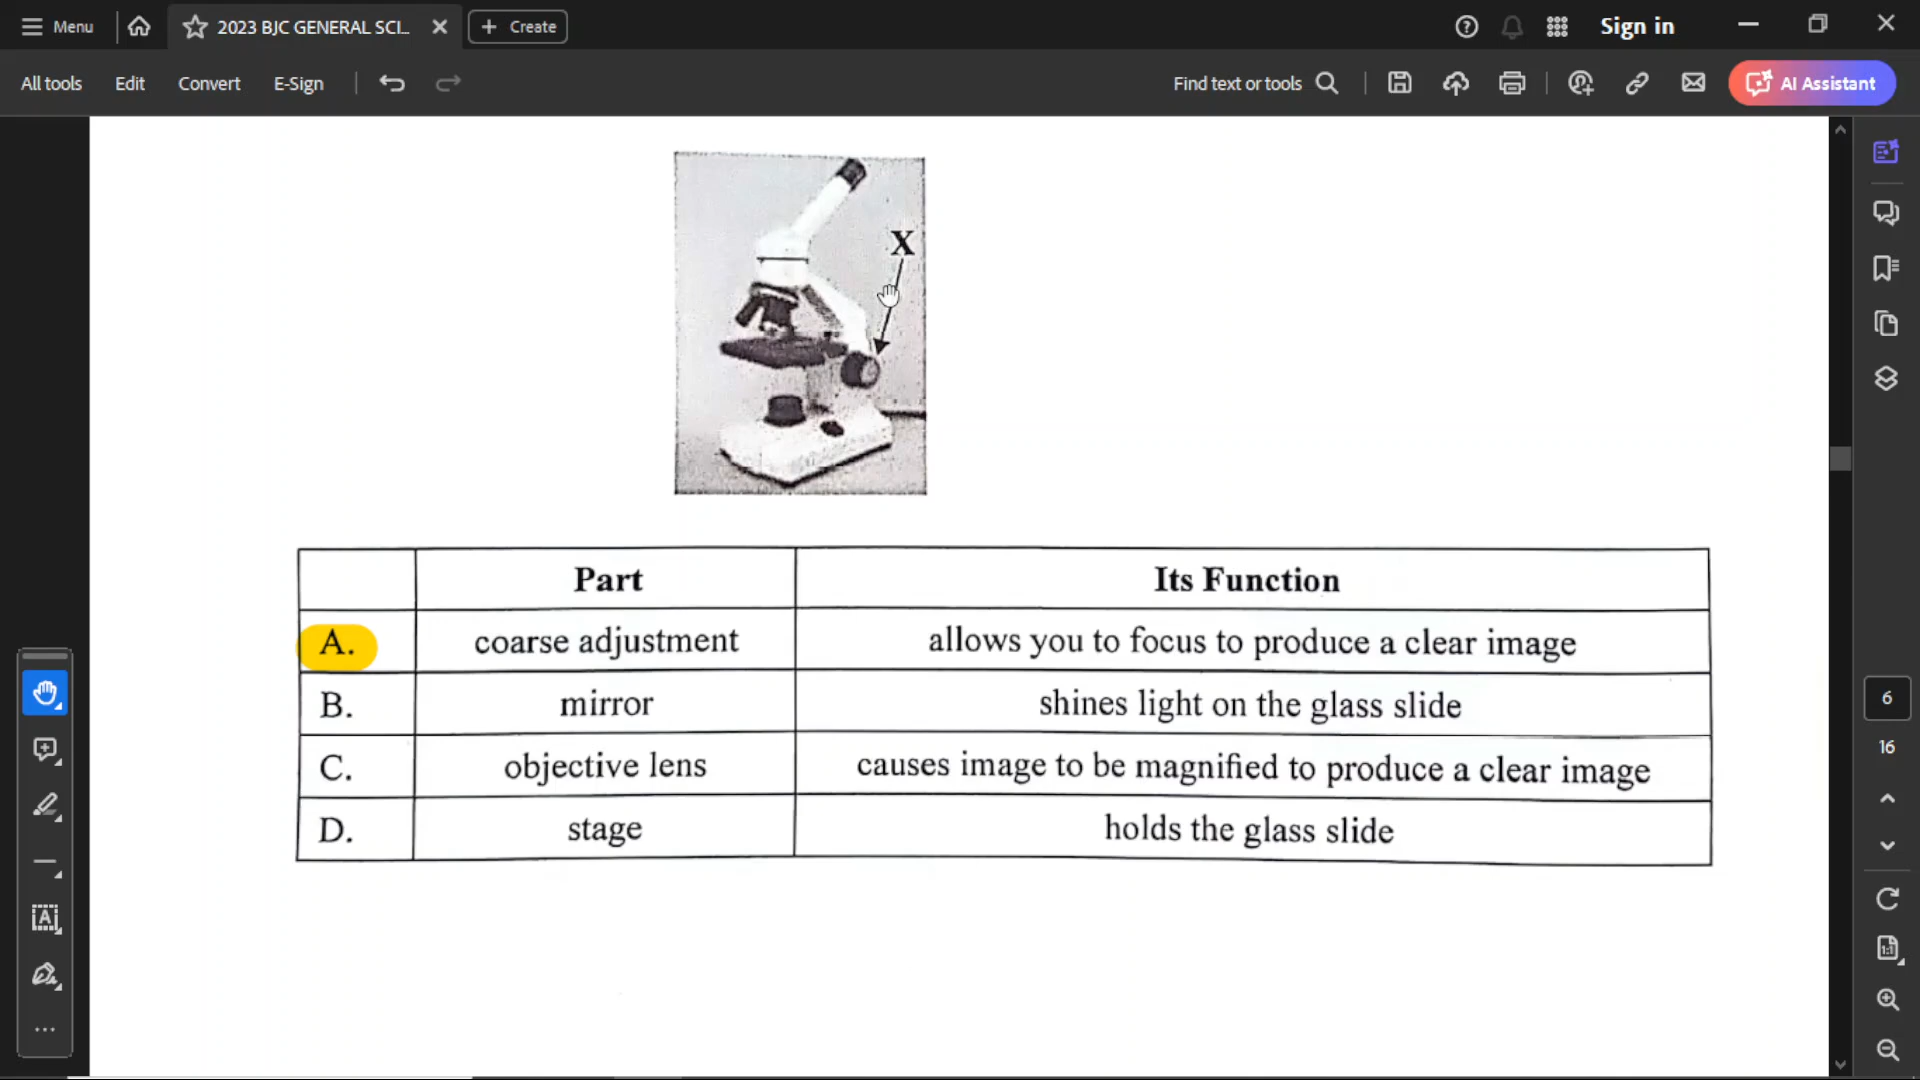 Menu
2023 BJC GENERAL SCI...
Create
Sign in
All tools
Edit
Convert
E-Sign
Find text or tools
AI Assistant
X
Part
Its Function
A.
coarse adjustment
allows you to focus to produce a clear image
B.
mirror
shines light on the glass slide
C.
objective lens
causes image to be magnified to produce a clear image
D.
stage
holds the glass slide
6
16